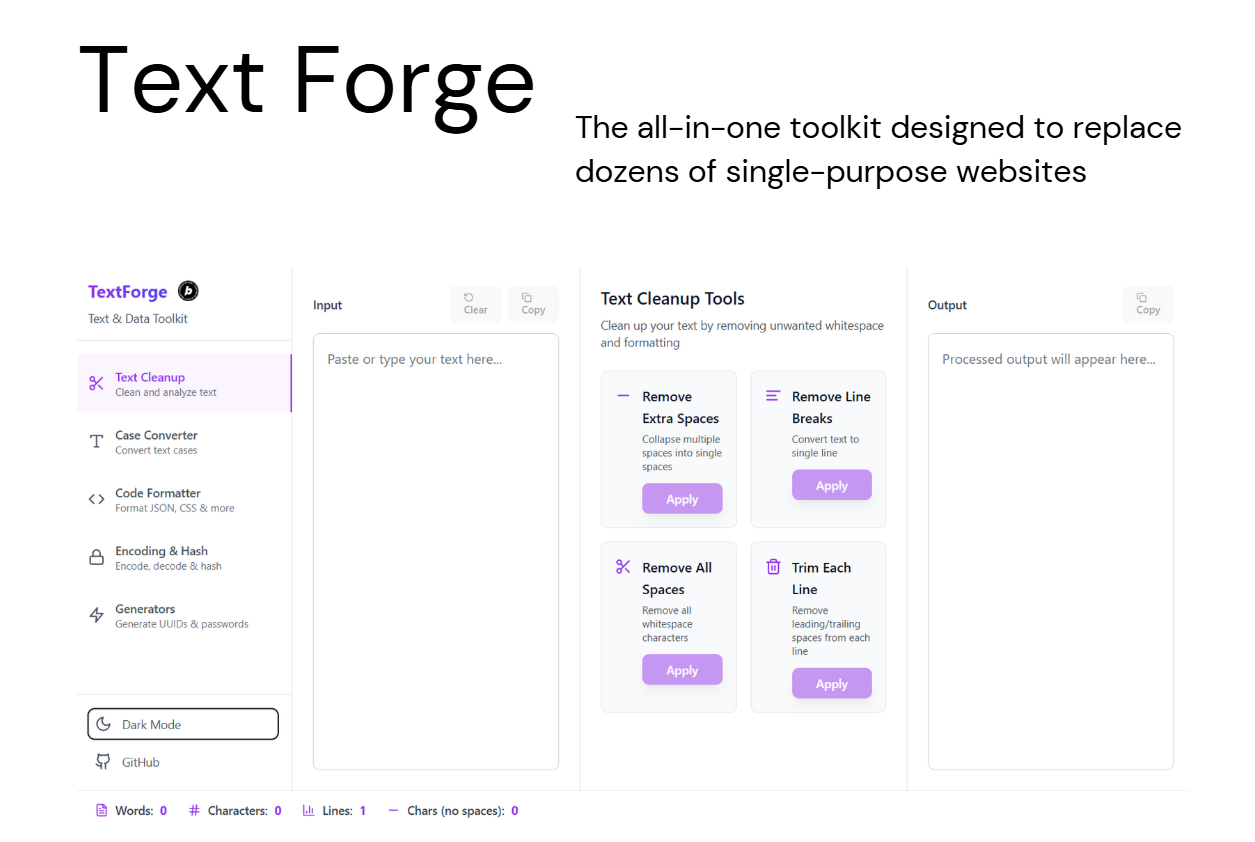 Text Forge
The all-in-one toolkit designed to replace
dozens of single-purpose websites
TextForge
Text & Data Toolkit
Text Cleanup
Clean and analyze text
Case Converter
Convert text cases
Code Formatter
Format JSON, CSS & more
Encoding & Hash
Encode, decode & hash
Generators
Generate UUIDs & passwords
Dark Mode
GitHub
Input
Clear
Copy
Paste or type your text here...
Text Cleanup Tools
Clean up your text by removing unwanted whitespace
and formatting
Remove
Extra Spaces
Collapse multiple
spaces into single
spaces
Apply
Remove Line
Breaks
Convert text to
single line
Apply
Remove All
Spaces
Remove all
whitespace
characters
Apply
Trim Each
Line
Remove
leading/trailing
spaces from each
line
Apply
Output
Copy
Processed output will appear here...
Words: 0
Characters: 0
Lines: 1
Chars (no spaces): 0